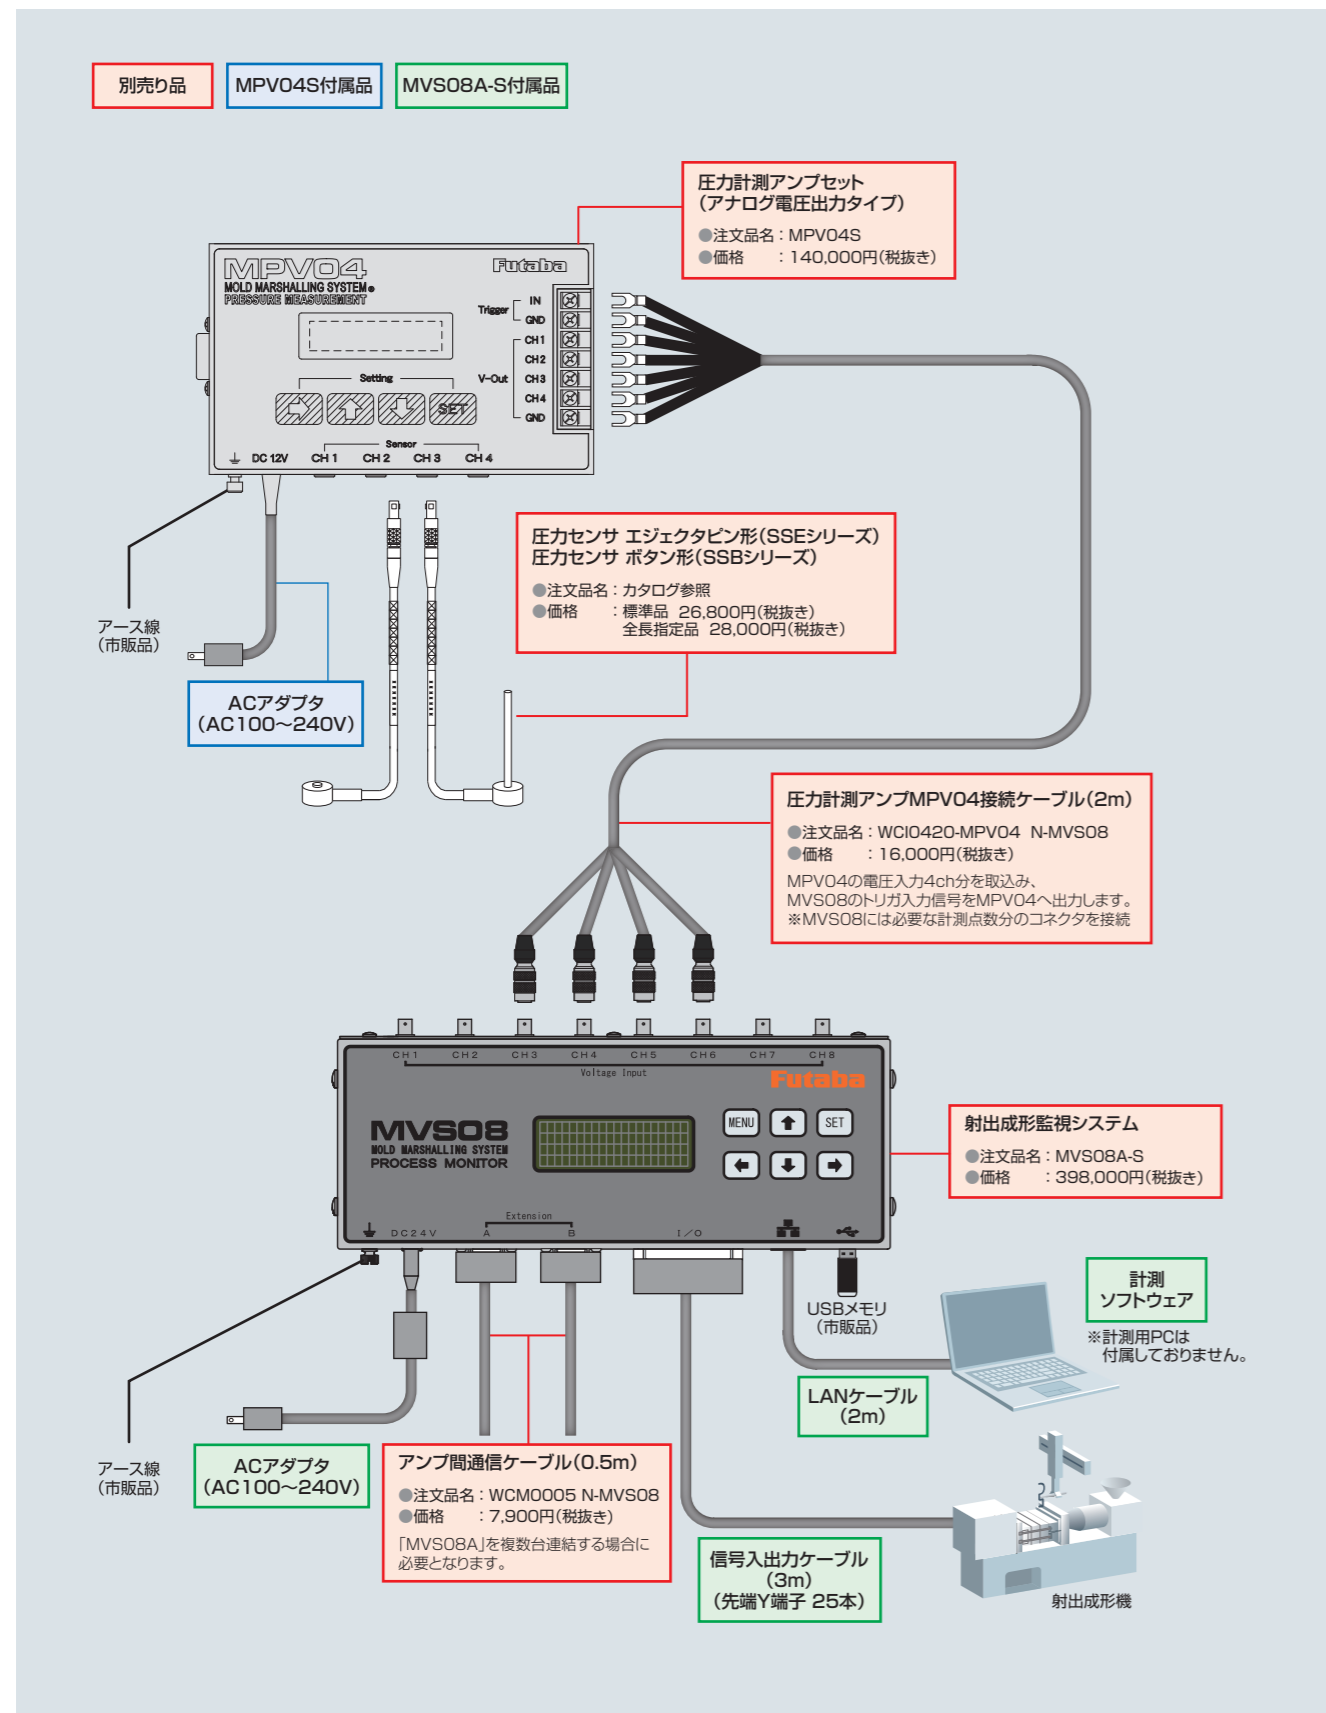 別売り品
MPV04S付属品
MVS08A-S付属品
圧力計測アンプセット
(アナログ電圧出力タイプ)
●注文品名：MPV04S
●価格　　：140,000円(税抜き)
MPV04
MOLD MARSHALLING SYSTEM®
PRESSURE MEASUREMENT
Futaba
Trigger
IN
GND
V-Out
CH1
CH2
CH3
CH4
GND
Setting
SET
Sensor
DC 12V
CH 1
CH 2
CH 3
CH 4
アース線
(市販品)
ACアダプタ
(AC100〜240V)
圧力センサ エジェクタピン形(SSEシリーズ)
圧力センサ ボタン形(SSBシリーズ)
●注文品名：カタログ参照
●価格　　：標準品 26,800円(税抜き)
全長指定品 28,000円(税抜き)
圧力計測アンプMPV04接続ケーブル(2m)
●注文品名：WCI0420-MPV04 N-MVS08
●価格　　：16,000円(税抜き)
MPV04の電圧入力4ch分を取込み、
MVS08のトリガ入力信号をMPV04へ出力します。
※MVS08には必要な計測点数分のコネクタを接続
CH1
CH2
CH3
CH4
CH5
CH6
CH7
CH8
Voltage Input
Futaba
MVS08
MOLD MARSHALLING SYSTEM
PROCESS MONITOR
MENU
SET
Extension
DC24V
A
B
I/O
射出成形監視システム
●注文品名：MVS08A-S
●価格　　：398,000円(税抜き)
USBメモリ
(市販品)
計測
ソフトウェア
※計測用PCは
付属しておりません。
LANケーブル
(2m)
アース線
(市販品)
ACアダプタ
(AC100〜240V)
アンプ間通信ケーブル(0.5m)
●注文品名：WCM0005 N-MVS08
●価格　　：7,900円(税抜き)
「MVS08A」を複数台連結する場合に
必要となります。
信号入出力ケーブル
(3m)
(先端Y端子 25本)
射出成形機